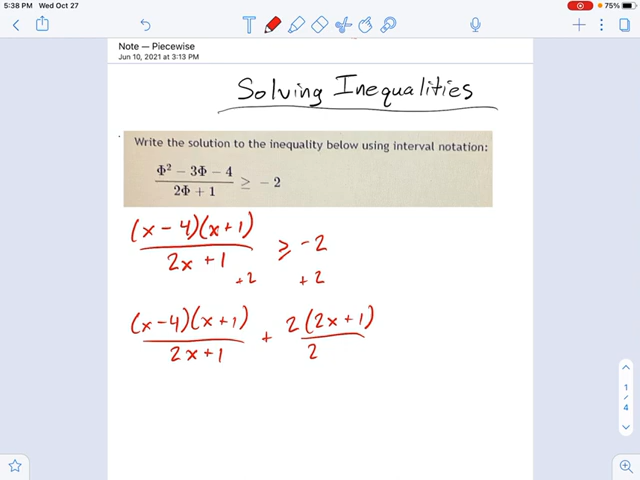 5:38 PM Wed Oct 27
75%
Note — Piecewise
Jun 10, 2021 at 3:13 PM
Solving Inequalities
Write the solution to the inequality below using interval notation:
Φ² − 3Φ − 4
≥ − 2
2Φ + 1
(x − 4)(x + 1)
≥ −2
2x + 1
+2 +2
(x − 4)(x + 1) 2(2x + 1)
+
2x + 1 2
1
/
4